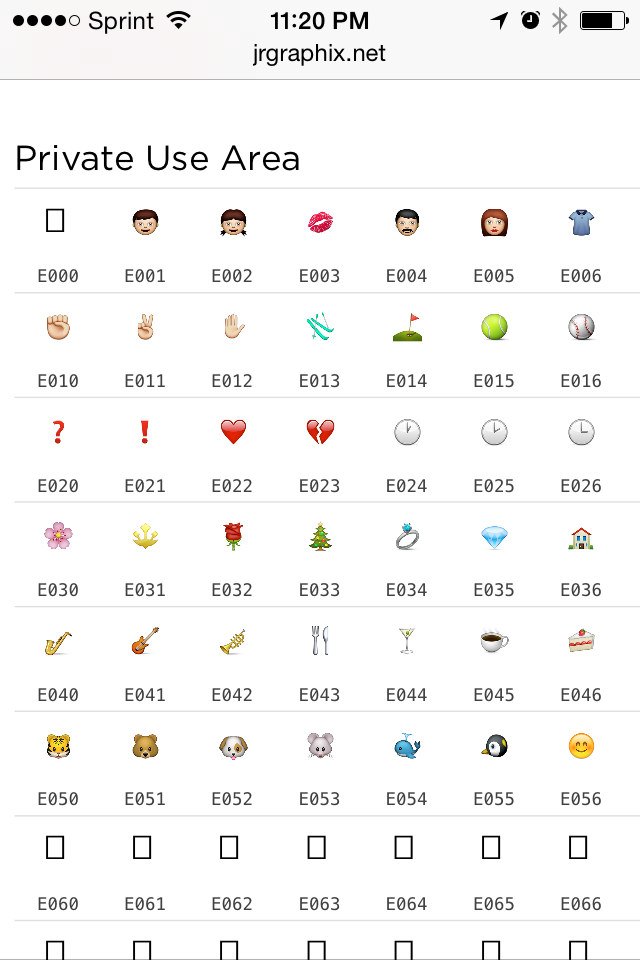 Sprint 11:20 PM
jrgraphix.net
Private Use Area
E000 E001 E002 E003 E004 E005 E006
E010 E011 E012 E013 E014 E015 E016
E020 E021 E022 E023 E024 E025 E026
E030 E031 E032 E033 E034 E035 E036
E040 E041 E042 E043 E044 E045 E046
E050 E051 E052 E053 E054 E055 E056
E060 E061 E062 E063 E064 E065 E066